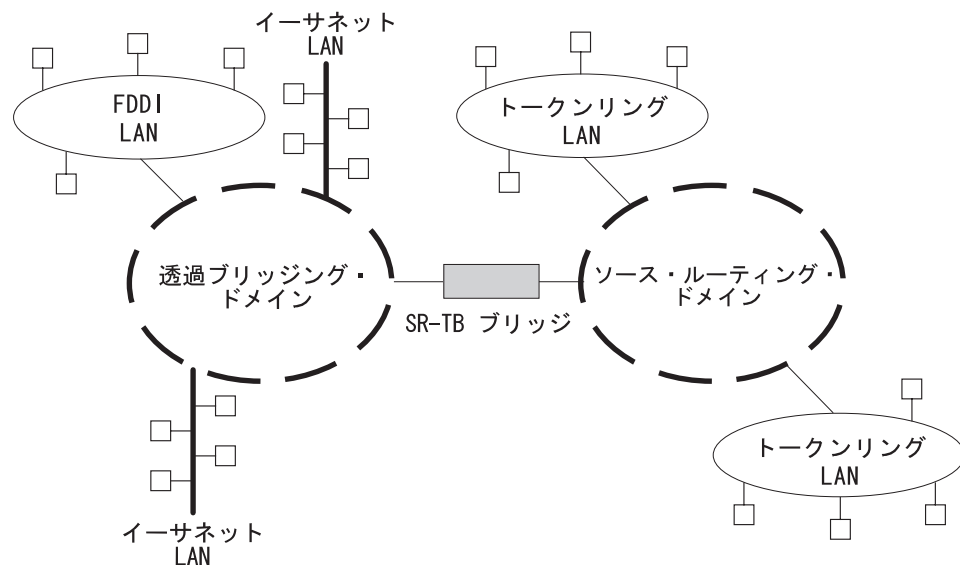 イーサネット
LAN
FDDI
LAN
トークンリング
LAN
透過ブリッジング・
ドメイン
SR-TB ブリッジ
ソース・ルーティング・
ドメイン
トークンリング
LAN
イーサネット
LAN